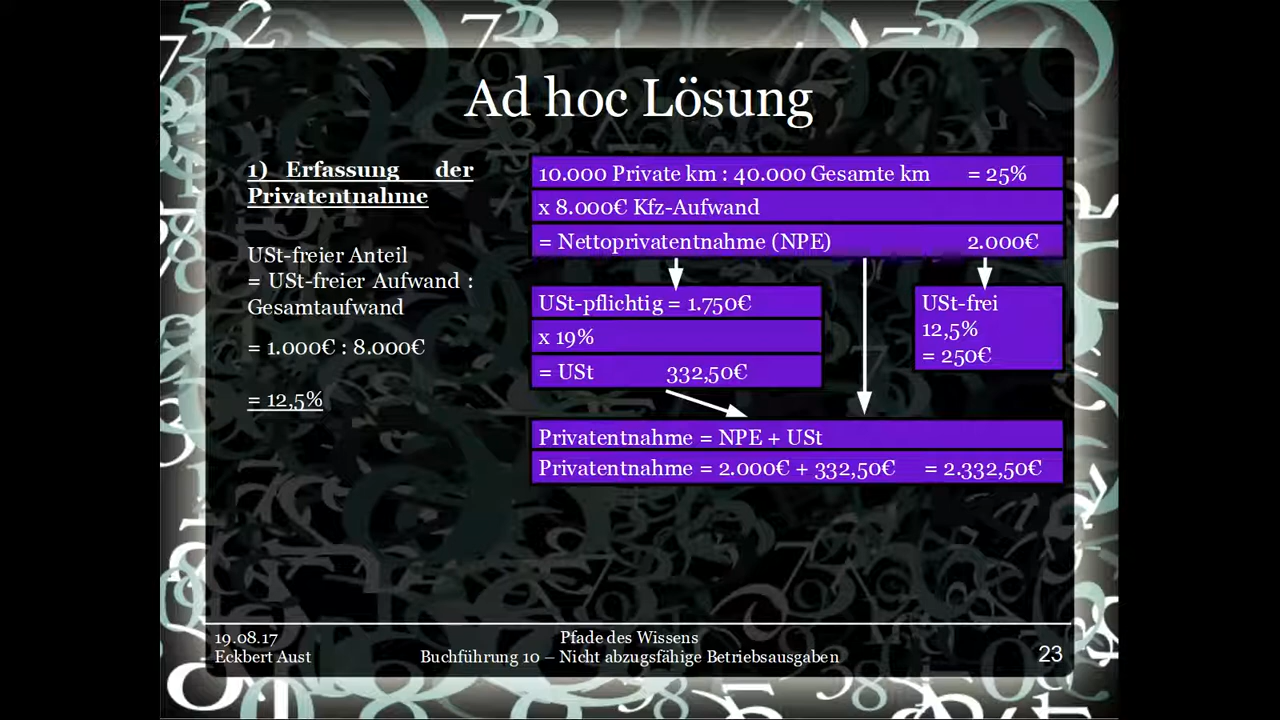 Ad hoc Lösung
1) Erfassung der
Privatentnahme
USt-freier Anteil
= USt-freier Aufwand :
Gesamtaufwand
= 1.000€ : 8.000€
= 12,5%
10.000 Private km : 40.000 Gesamte km = 25%
x 8.000€ Kfz-Aufwand
= Nettoprivatentnahme (NPE) 2.000€
USt-pflichtig = 1.750€
x 19%
= USt 332,50€
USt-frei
12,5%
= 250€
Privatentnahme = NPE + USt
Privatentnahme = 2.000€ + 332,50€ = 2.332,50€
19.08.17
Eckbert Aust
Pfade des Wissens
Buchführung 10 – Nicht abzugsfähige Betriebsausgaben
23